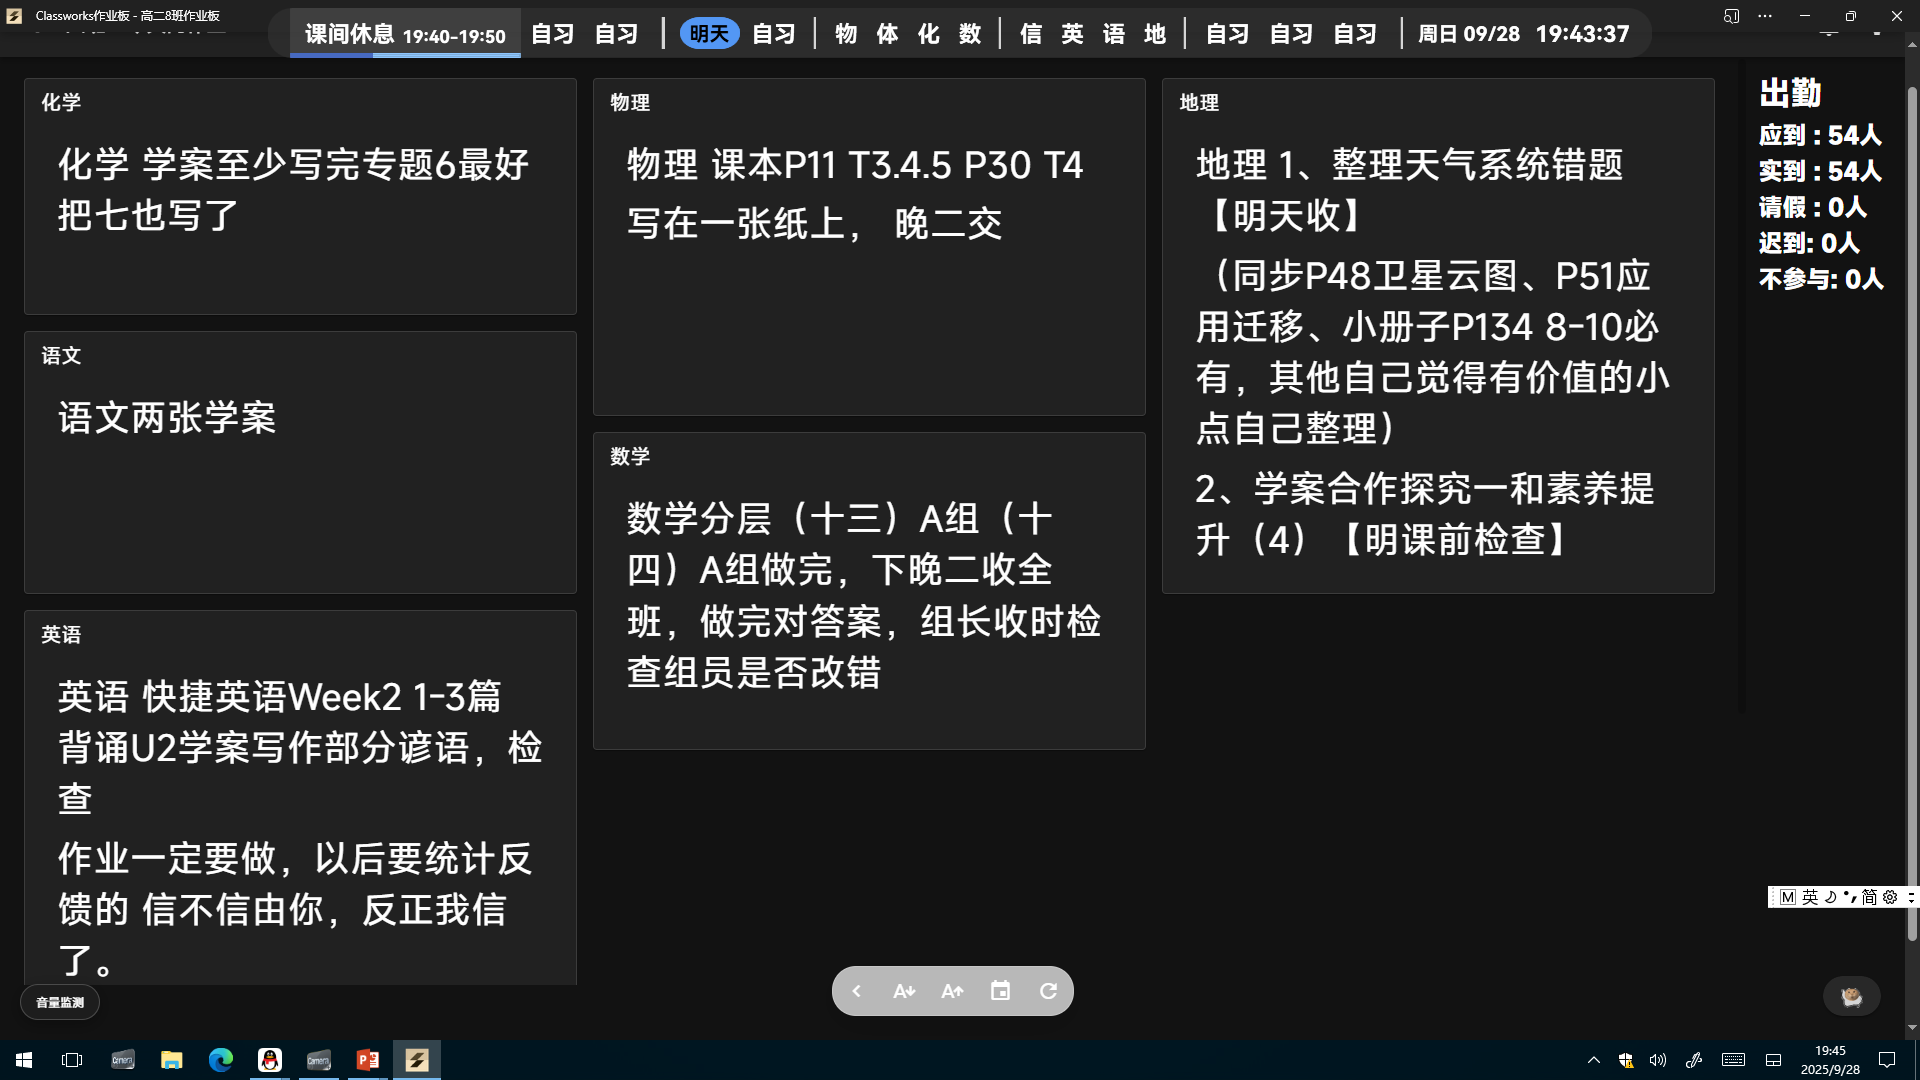 Classworks作业板 - 高二8班作业板
课间休息 19:40-19:50 自习 自习 | 明天 自习 | 物 体 化 数 | 信 英 语 地 | 自习 自习 自习 | 周日 09/28 19:43:37
化学
化学 学案至少写完专题6最好
把七也写了
语文
语文两张学案
英语
英语 快捷英语Week2 1-3篇
背诵U2学案写作部分谚语，检
查
作业一定要做，以后要统计反
馈的 信不信由你，反正我信
了。
物理
物理 课本P11 T3.4.5 P30 T4
写在一张纸上， 晚二交
数学
数学分层（十三）A组（十
四）A组做完，下晚二收全
班，做完对答案，组长收时检
查组员是否改错
地理
地理 1、整理天气系统错题
【明天收】
（同步P48卫星云图、P51应
用迁移、小册子P134 8-10必
有，其他自己觉得有价值的小
点自己整理）
2、学案合作探究一和素养提
升（4）【明课前检查】
出勤
应到：54人
实到：54人
请假：0人
迟到: 0人
不参与: 0人
M 英 简
音量监测
19:45
2025/9/28